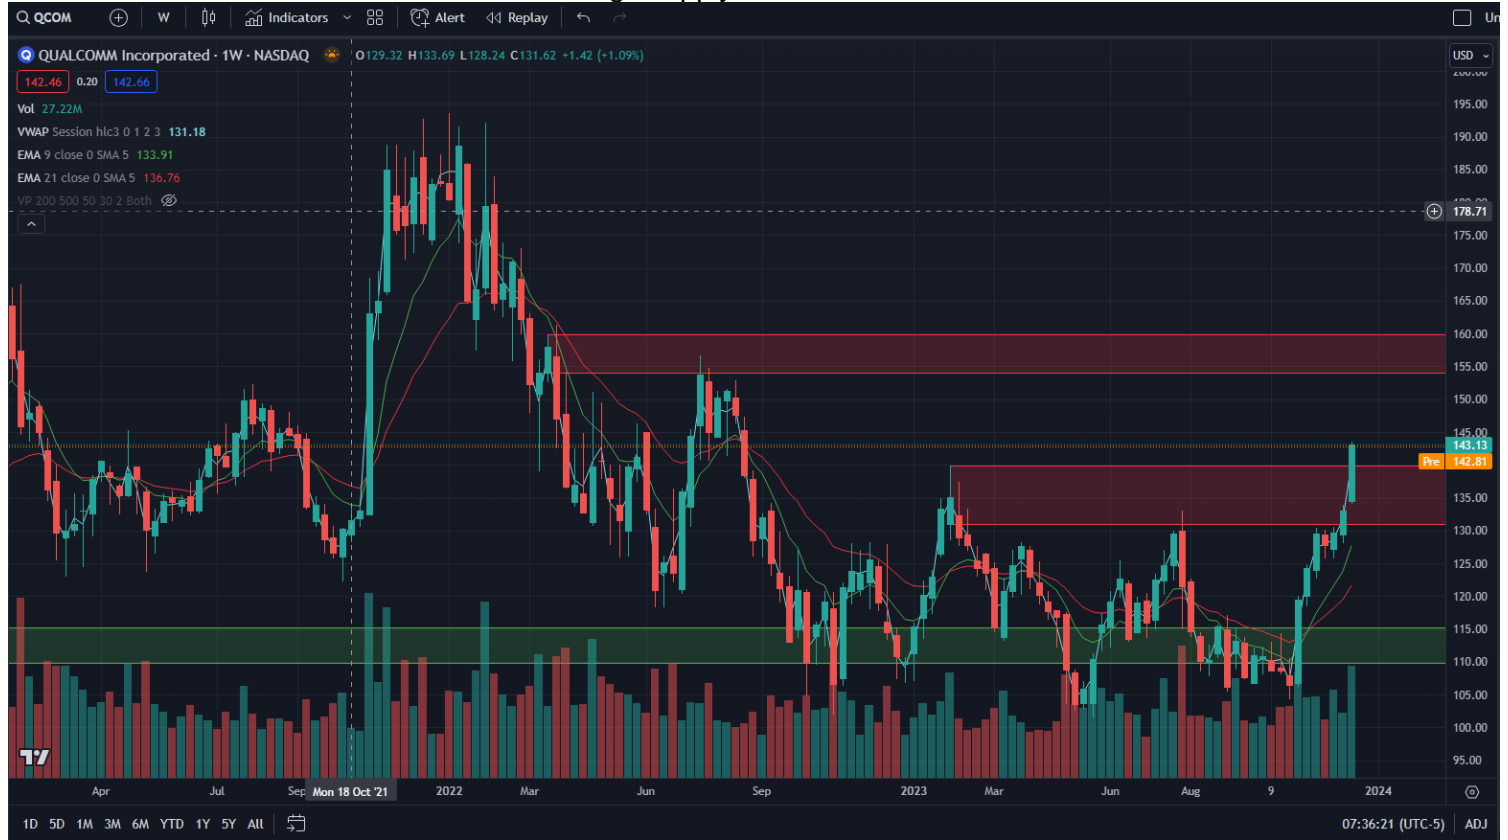 QCOM W Indicators Alert Replay Un
Q QUALCOMM Incorporated · 1W · NASDAQ O129.32 H133.69 L128.24 C131.62 +1.42 (+1.09%)
USD
142.46 0.20 142.66
Vol 27.22M
VWAP Session hlc3 0 1 2 3 131.18
EMA 9 close 0 SMA 5 133.91
EMA 21 close 0 SMA 5 136.76
VP 200 500 50 30 2 Both
200.00
195.00
190.00
185.00
180.00
178.71
175.00
170.00
165.00
160.00
155.00
150.00
145.00
143.13
Pre 142.81
135.00
130.00
125.00
120.00
115.00
110.00
105.00
100.00
95.00
Apr Jul Sep Mon 18 Oct '21 2022 Mar Jun Sep 2023 Mar Jun Aug 9 2024
1D 5D 1M 3M 6M YTD 1Y 5Y All 07:36:21 (UTC-5) ADJ